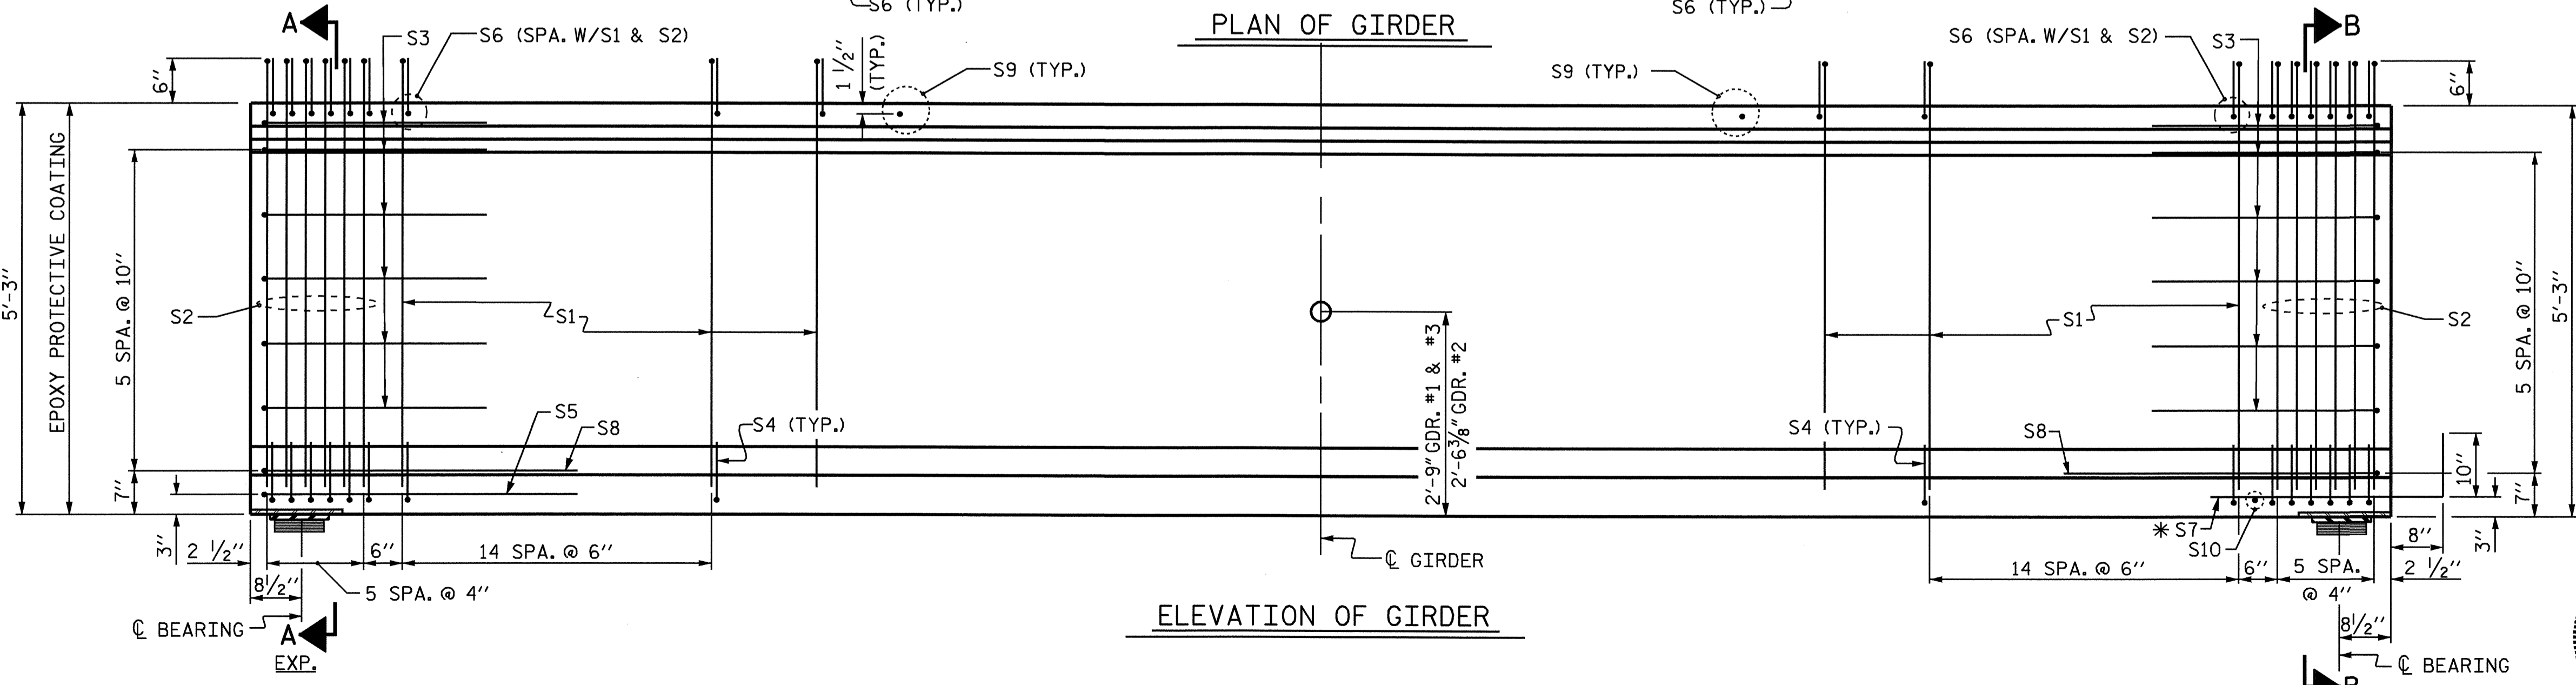 S6 (TYP.)
S6 (TYP.)
PLAN OF GIRDER
A
S3
S6 (SPA. W/S1 & S2)
1 1/2"
(TYP.)
S9 (TYP.)
S9 (TYP.)
S6 (SPA. W/S1 & S2)
S3
B
6"
6"
5'-3"
EPOXY PROTECTIVE COATING
5 SPA. @ 10"
S2
S1
S1
S2
5 SPA. @ 10"
5'-3"
S5
S8
S4 (TYP.)
2'-9" GDR. #1 & #3
2'-6 3/8" GDR. #2
S4 (TYP.)
S8
10"
7"
7"
3"
2 1/2"
6"
14 SPA. @ 6"
℄ GIRDER
* S7
S10
8"
3"
8 1/2"
5 SPA. @ 4"
14 SPA. @ 6"
6"
5 SPA.
@ 4"
2 1/2"
℄ BEARING
A
EXP.
ELEVATION OF GIRDER
8 1/2"
℄ BEARING
B